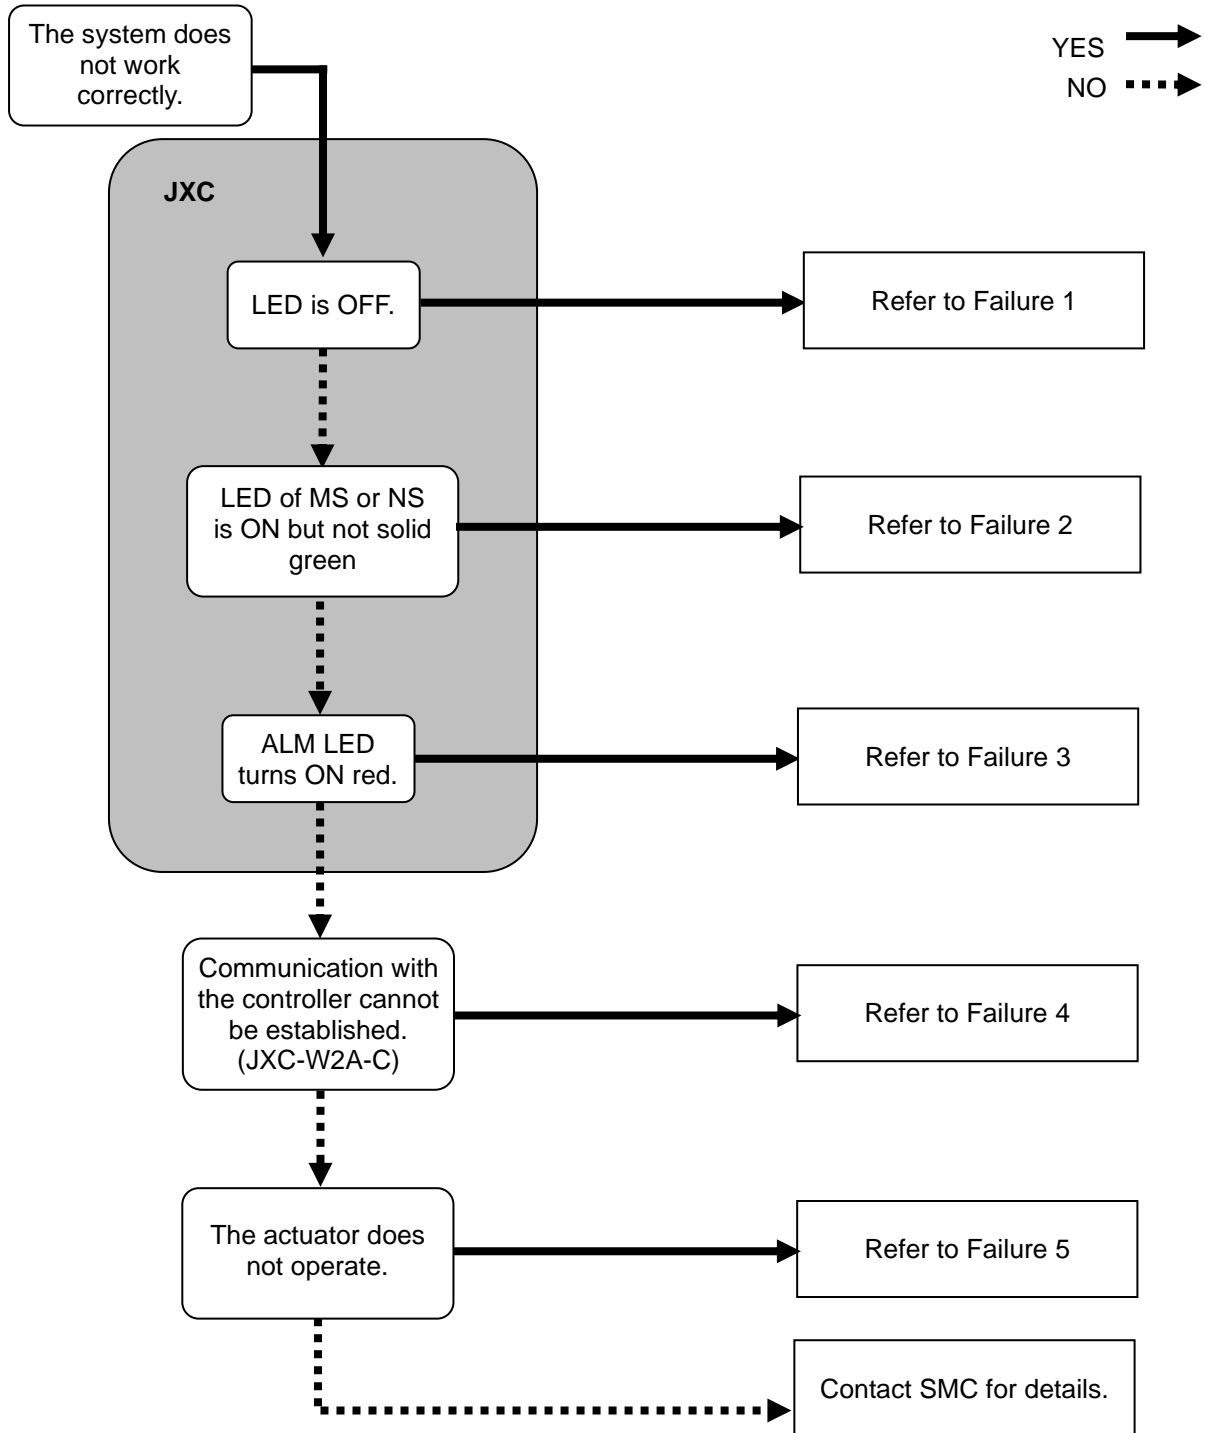 The system does
not work
correctly.
YES
NO
JXC
LED is OFF.
Refer to Failure 1
LED of MS or NS
is ON but not solid
green
Refer to Failure 2
ALM LED
turns ON red.
Refer to Failure 3
Communication with
the controller cannot
be established.
(JXC-W2A-C)
Refer to Failure 4
The actuator does
not operate.
Refer to Failure 5
Contact SMC for details.